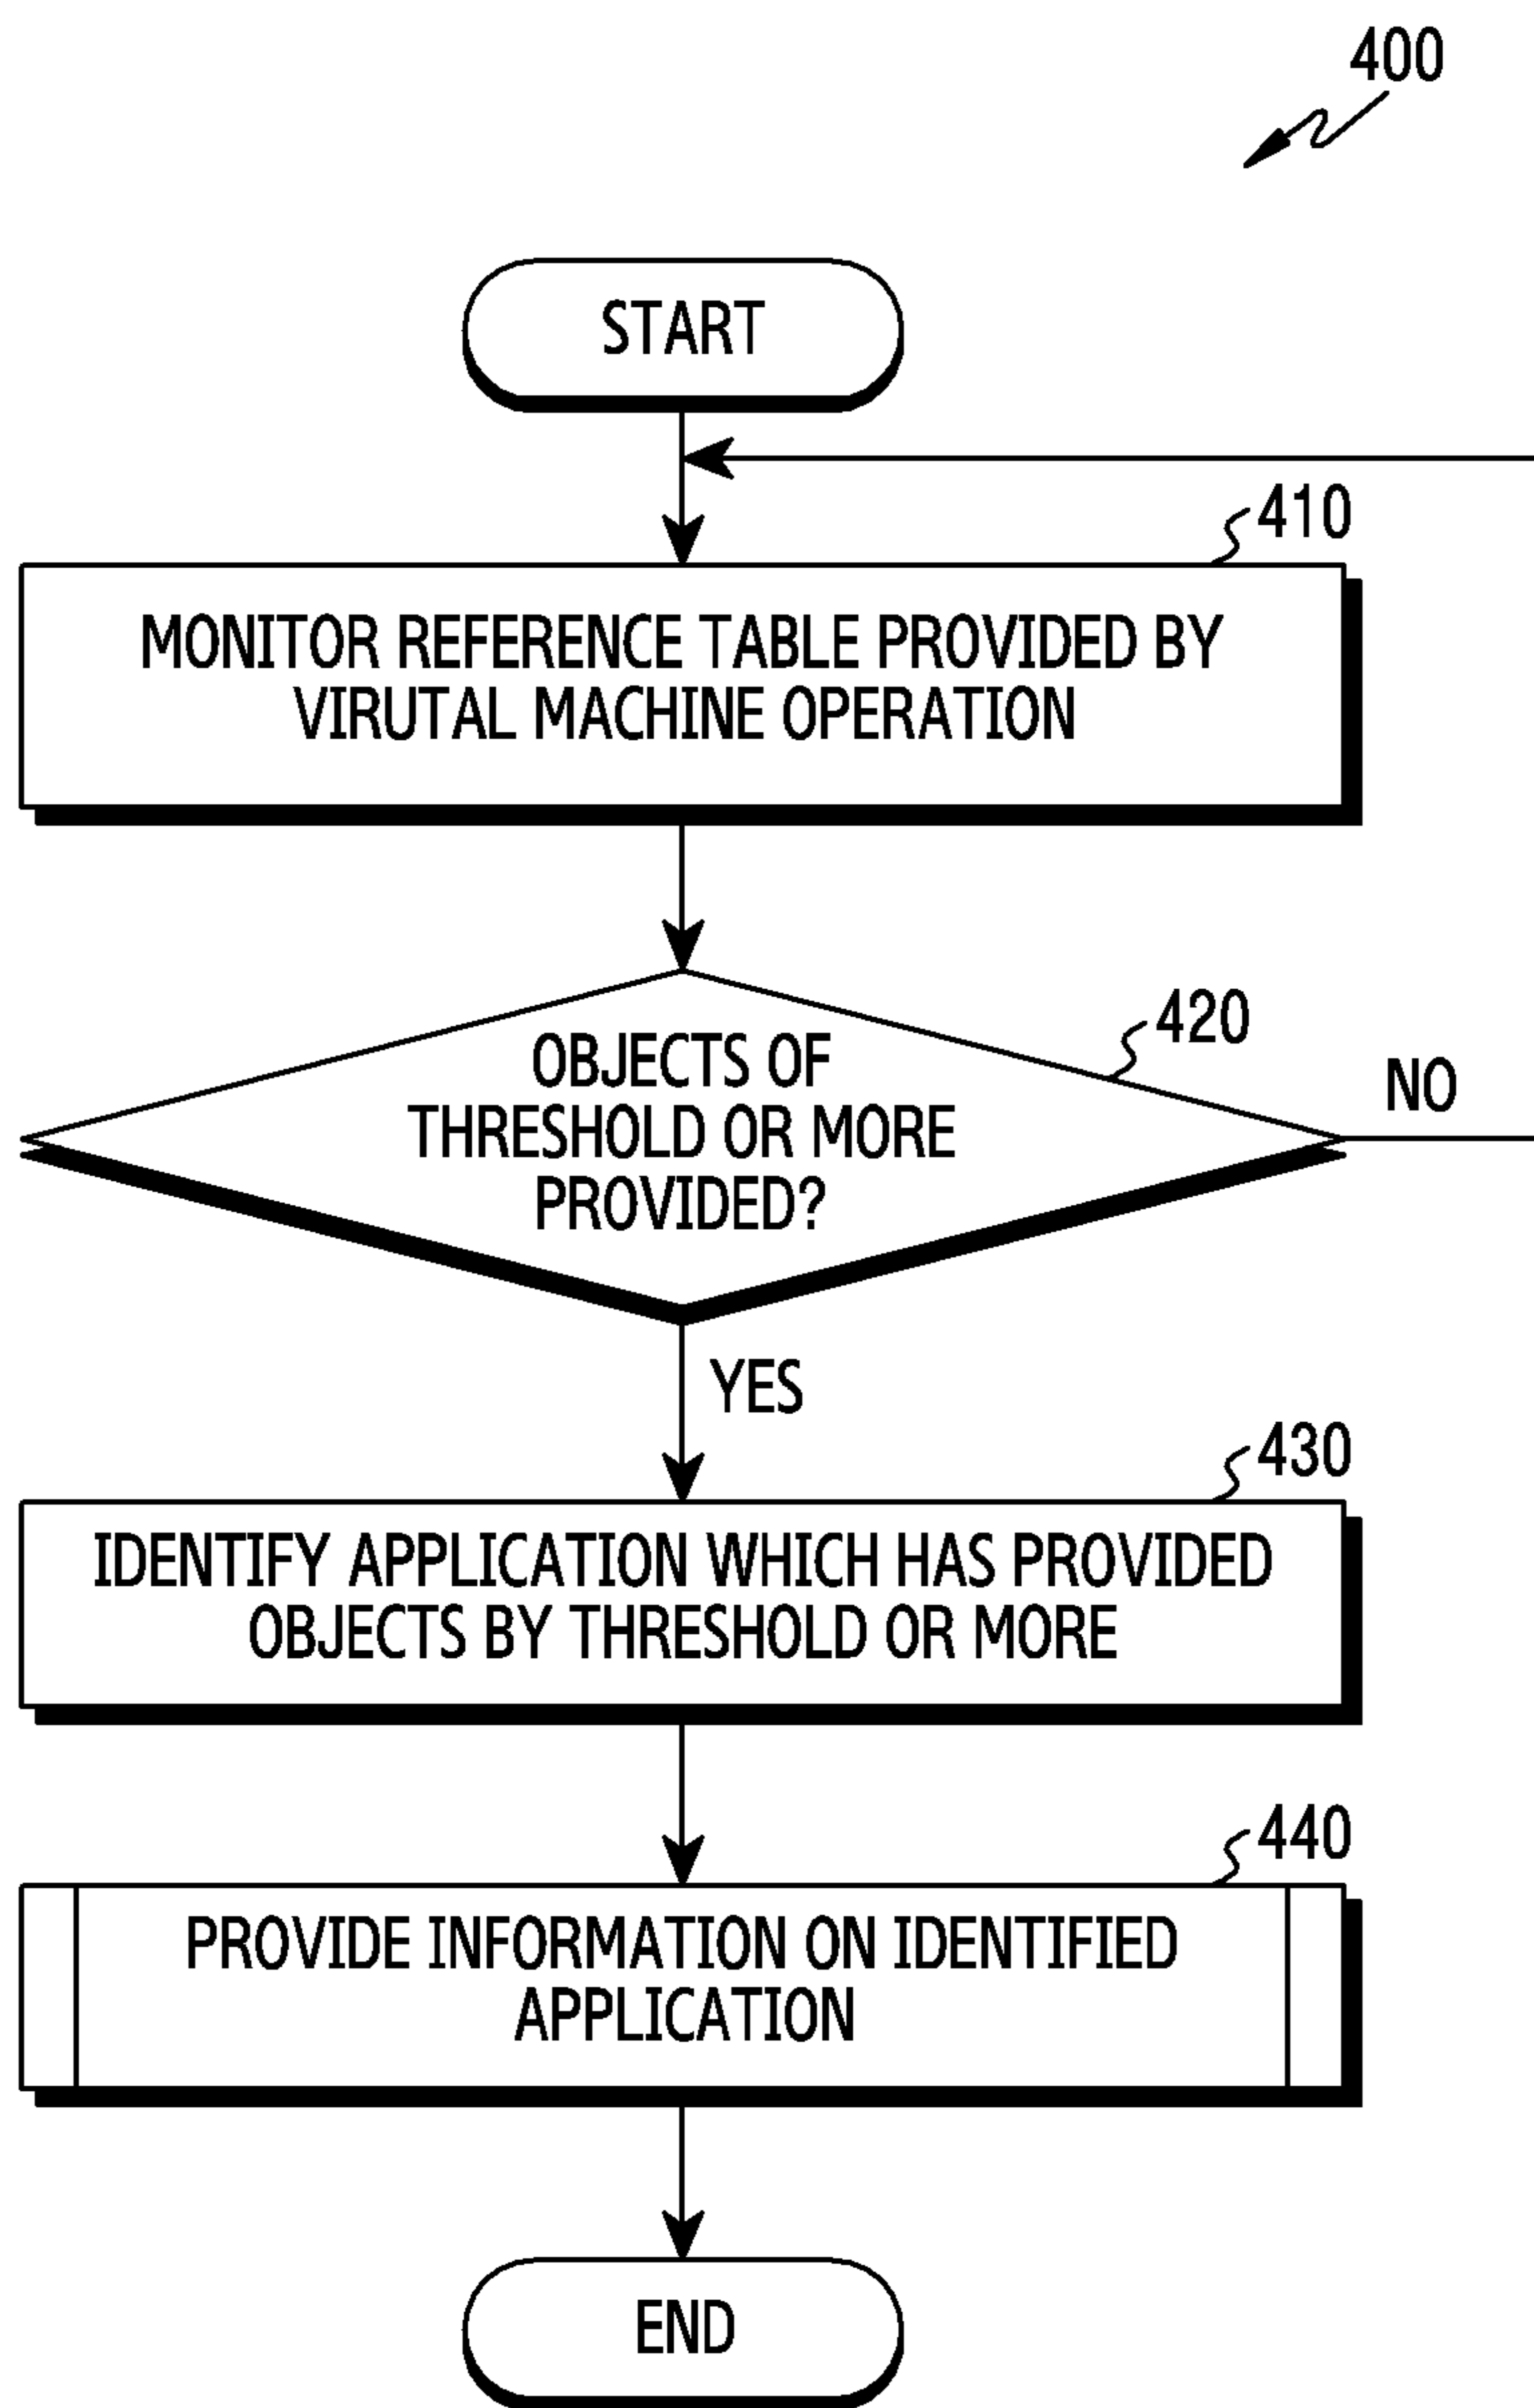 400
START
410
MONITOR REFERENCE TABLE PROVIDED BY
VIRUTAL MACHINE OPERATION
420
OBJECTS OF
THRESHOLD OR MORE
PROVIDED?
NO
YES
430
IDENTIFY APPLICATION WHICH HAS PROVIDED
OBJECTS BY THRESHOLD OR MORE
440
PROVIDE INFORMATION ON IDENTIFIED
APPLICATION
END